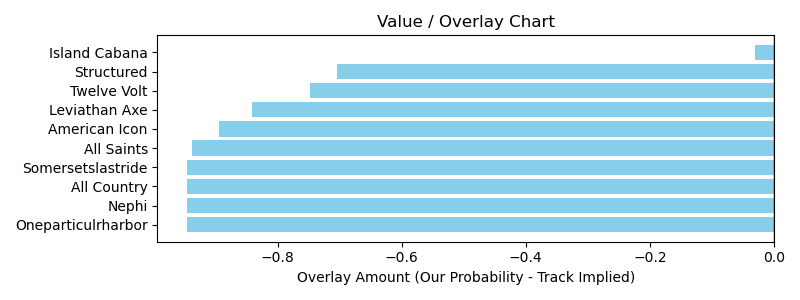 Value / Overlay Chart
Island Cabana
Structured
Twelve Volt
Leviathan Axe
American Icon
All Saints
Somersetslastride
All Country
Nephi
Oneparticulrharbor
−0.8 −0.6 −0.4 −0.2 0.0
Overlay Amount (Our Probability - Track Implied)